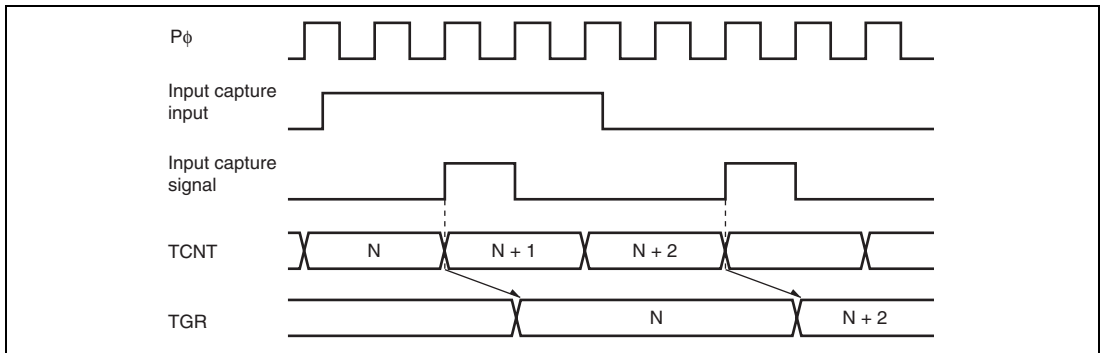 Pϕ
Input capture
input
Input capture
signal
TCNT N N + 1 N + 2
TGR N N + 2